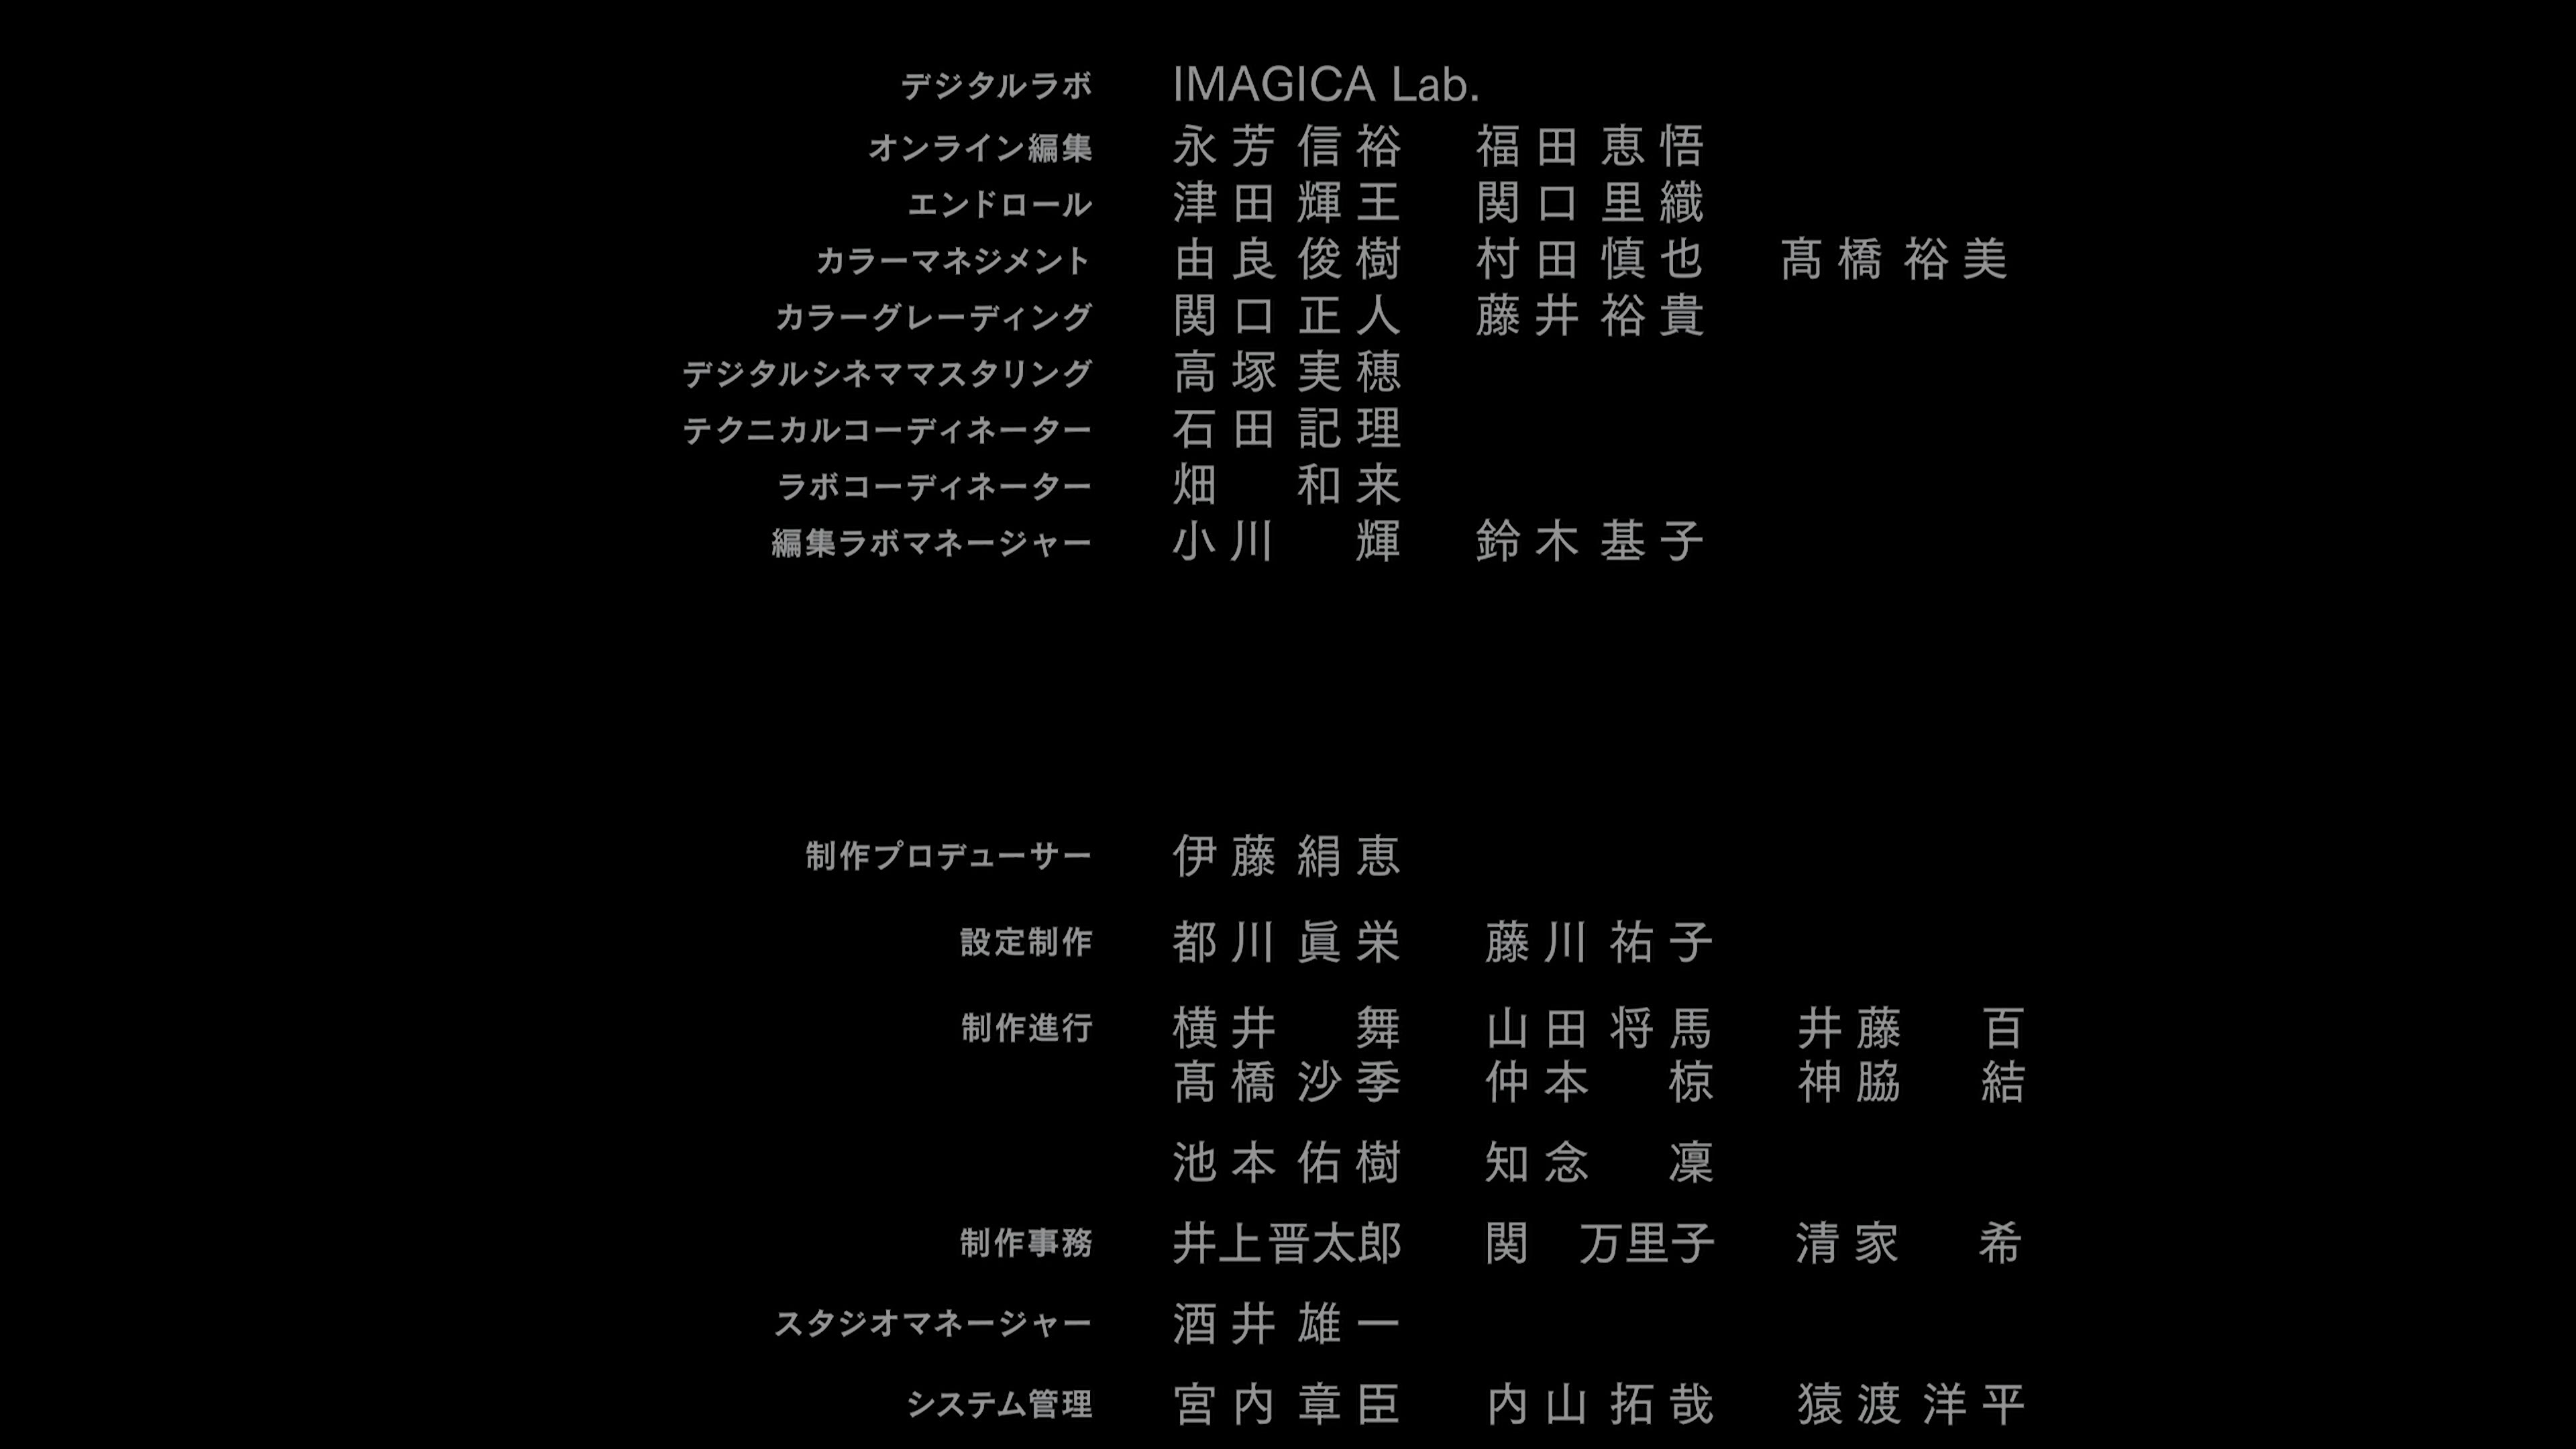 デジタルラボ IMAGICA Lab.
オンライン編集 永芳信裕 福田恵悟
エンドロール 津田輝王 関口里織
カラーマネジメント 由良俊樹 村田慎也 髙橋裕美
カラーグレーディング 関口正人 藤井裕貴
デジタルシネママスタリング 高塚実穂
テクニカルコーディネーター 石田記理
ラボコーディネーター 畑 和来
編集ラボマネージャー 小川 輝 鈴木基子
制作プロデューサー 伊藤絹恵
設定制作 都川眞栄 藤川祐子
制作進行 横井 舞 山田将馬 井藤 百
髙橋沙季 仲本 椋 神脇 結
池本佑樹 知念 凜
制作事務 井上晋太郎 関 万里子 清家 希
スタジオマネージャー 酒井雄一
システム管理 宮内章臣 内山拓哉 猿渡洋平